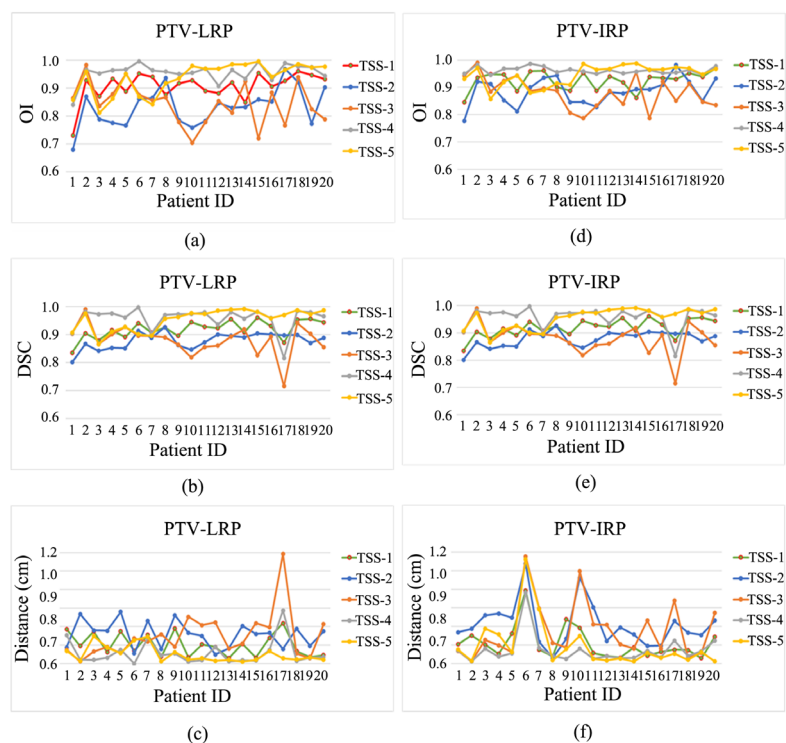 PTV-LRP
OI
1.0
0.9
0.8
0.7
0.6
TSS-1
TSS-2
TSS-3
TSS-4
TSS-5
1 2 3 4 5 6 7 8 9 10 11 12 13 14 15 16 17 18 19 20
Patient ID
(a)
PTV-IRP
OI
1.0
0.9
0.8
0.7
0.6
TSS-1
TSS-2
TSS-3
TSS-4
TSS-5
1 2 3 4 5 6 7 8 9 10 11 12 13 14 15 16 17 18 19 20
Patient ID
(d)
PTV-LRP
DSC
1.0
0.9
0.8
0.7
0.6
TSS-1
TSS-2
TSS-3
TSS-4
TSS-5
1 2 3 4 5 6 7 8 9 10 11 12 13 14 15 16 17 18 19 20
Patient ID
(b)
PTV-IRP
DSC
1.0
0.9
0.8
0.7
0.6
TSS-1
TSS-2
TSS-3
TSS-4
TSS-5
1 2 3 4 5 6 7 8 9 10 11 12 13 14 15 16 17 18 19 20
Patient ID
(e)
PTV-LRP
Distance (cm)
1.2
1.0
0.8
0.7
0.6
TSS-1
TSS-2
TSS-3
TSS-4
TSS-5
1 2 3 4 5 6 7 8 9 10 11 12 13 14 15 16 17 18 19 20
Patient ID
(c)
PTV-IRP
Distance (cm)
1.2
1.0
0.8
0.7
0.6
TSS-1
TSS-2
TSS-3
TSS-4
TSS-5
1 2 3 4 5 6 7 8 9 10 11 12 13 14 15 16 17 18 19 20
Patient ID
(f)